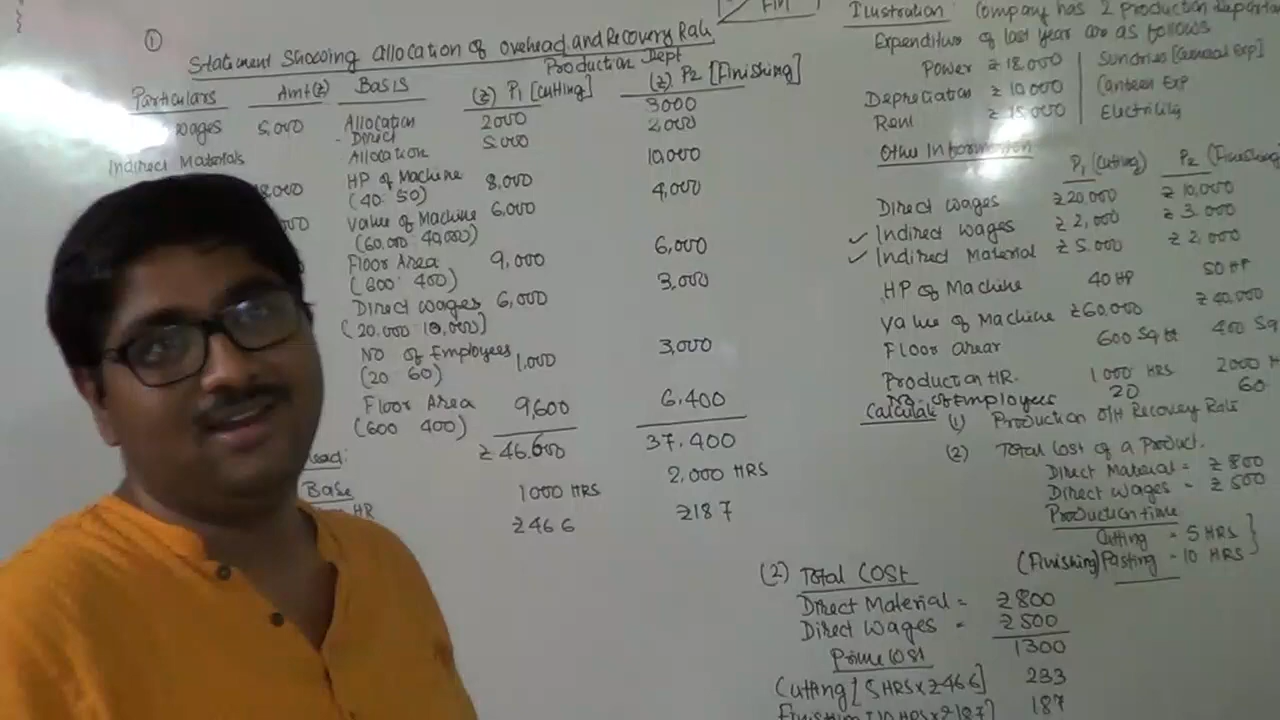 ①
Statement Showing allocation of overhead and Recovery Rate
Production Dept
Particulars Amt(₹) BASIS (₹) P1 [Cutting] (₹) P2 [Finishing]
wages 5,000 Allocation 2000 3000
Direct
Indirect Materials Allocation 5000 2,000
HP of Machine 8,000 10,000
(40: 50)
Value of Machine 6,000 4,000
(60,000: 40,000)
Floor Area 9,000 6,000
(600: 400)
Direct wages 6,000 3,000
(20,000: 10,000)
No of Employees 1,000 3,000
(20 60)
Floor Area 9,600 6,400
(600 400)
₹46,600 37,400
Base 1000 HRS 2,000 HRS
HR ₹46.6 ₹18.7
FIN
Illustration: Company has 2 production
Expenditure of last year are as follows
Power ₹18,000 Sundries [General Exp]
Depreciation ₹10,000 Canteen Exp
Rent ₹15,000 Electricity
Other Information
P1 (Cutting) P2 (Finishing)
Direct wages ₹20,000 ₹10,000
✓ Indirect wages ₹2,000 ₹3,000
✓ Indirect Material ₹5,000 ₹2,000
HP of Machine 40 HP 50 HP
Value of Machine ₹60,000 ₹40,000
Floor area 600 Sq ft 400 Sq
Production HR. 1000 HRS 2000 H
No of Employees 20 60
Calculate (1) Production O/H Recovery Rate
(2) Total Cost of a Product.
Direct Material = ₹800
Direct wages = ₹500
Production time
Cutting = 5 HRS
(Finishing) Pasting - 10 HRS
(2) Total COST
Direct Material = ₹800
Direct wages = ₹500
Prime Cost 1300
Cutting [5HRS x ₹46.6] 233
Finishing [10 HRS x ₹18.7] 187